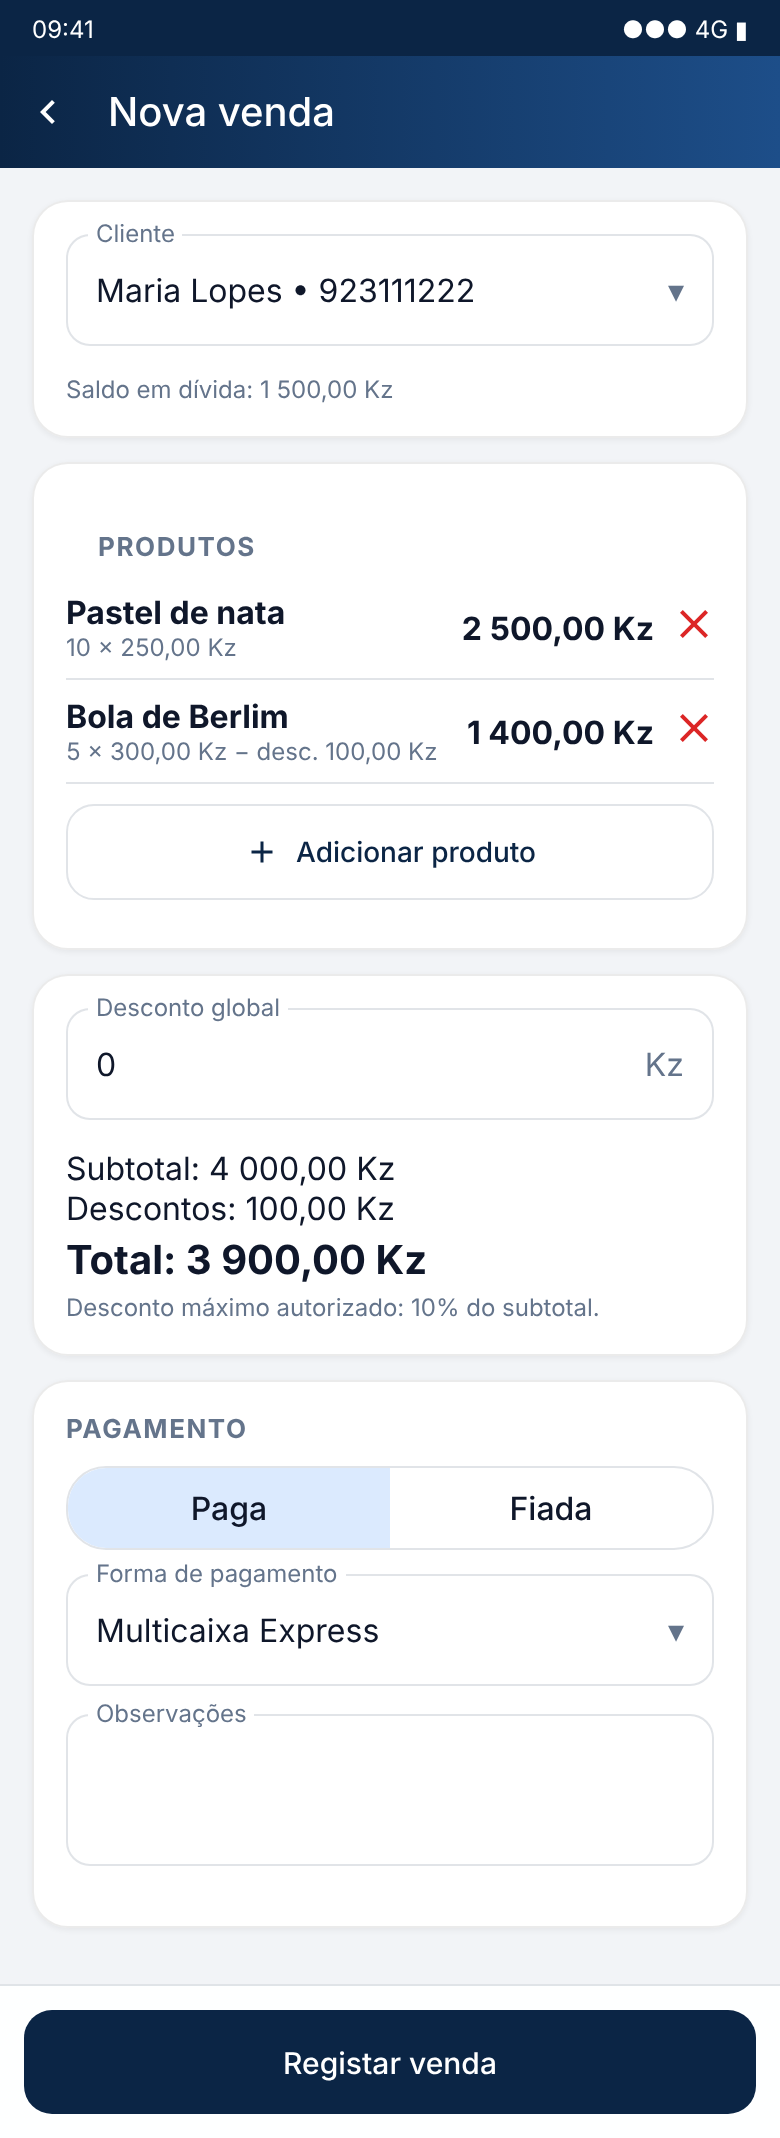 09:41 4G
Nova venda
Cliente
Maria Lopes • 923111222
Saldo em dívida: 1 500,00 Kz
PRODUTOS
Pastel de nata
10 × 250,00 Kz
2 500,00 Kz
Bola de Berlim
5 × 300,00 Kz – desc. 100,00 Kz
1 400,00 Kz
+ Adicionar produto
Desconto global
0 Kz
Subtotal: 4 000,00 Kz
Descontos: 100,00 Kz
Total: 3 900,00 Kz
Desconto máximo autorizado: 10% do subtotal.
PAGAMENTO
Paga Fiada
Forma de pagamento
Multicaixa Express
Observações
Registar venda